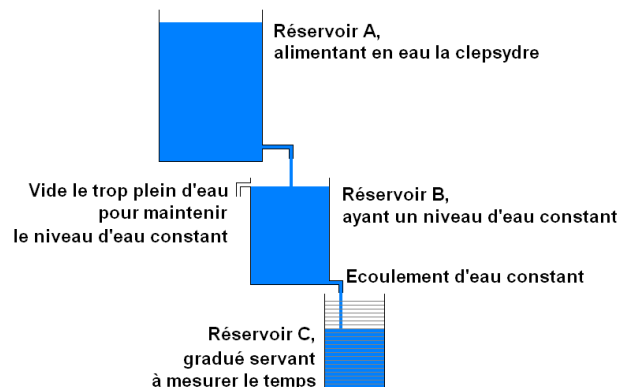 Réservoir A,
alimentant en eau la clepsydre
Vide le trop plein d'eau
pour maintenir
le niveau d'eau constant
Réservoir B,
ayant un niveau d'eau constant
Ecoulement d'eau constant
Réservoir C,
gradué servant
à mesurer le temps